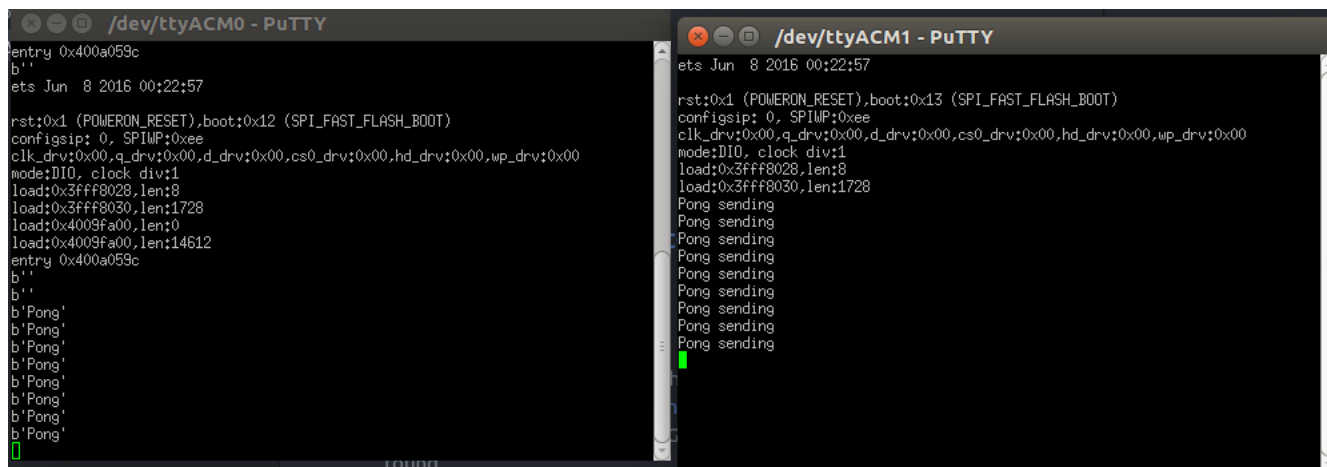 /dev/ttyACM0 - PuTTY
entry 0x400a059c
b''
ets Jun 8 2016 00:22:57
rst:0x1 (POWERON_RESET),boot:0x12 (SPI_FAST_FLASH_BOOT)
configsip: 0, SPIWP:0xee
clk_drv:0x00,q_drv:0x00,d_drv:0x00,cs0_drv:0x00,hd_drv:0x00,wp_drv:0x00
mode:DIO, clock div:1
load:0x3fff8028,len:8
load:0x3fff8030,len:1728
load:0x4009fa00,len:0
load:0x4009fa00,len:14612
entry 0x400a059c
b''
b''
b'Pong'
b'Pong'
b'Pong'
b'Pong'
b'Pong'
b'Pong'
b'Pong'
b'Pong'
/dev/ttyACM1 - PuTTY
ets Jun 8 2016 00:22:57
rst:0x1 (POWERON_RESET),boot:0x13 (SPI_FAST_FLASH_BOOT)
configsip: 0, SPIWP:0xee
clk_drv:0x00,q_drv:0x00,d_drv:0x00,cs0_drv:0x00,hd_drv:0x00,wp_drv:0x00
mode:DIO, clock div:1
load:0x3fff8028,len:8
load:0x3fff8030,len:1728
Pong sending
Pong sending
Pong sending
Pong sending
Pong sending
Pong sending
Pong sending
Pong sending
Pong sending